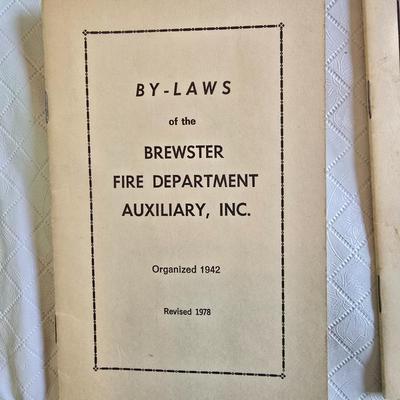 BY-LAWS
of the
BREWSTER
FIRE DEPARTMENT
AUXILIARY, INC.
Organized 1942
Revised 1978